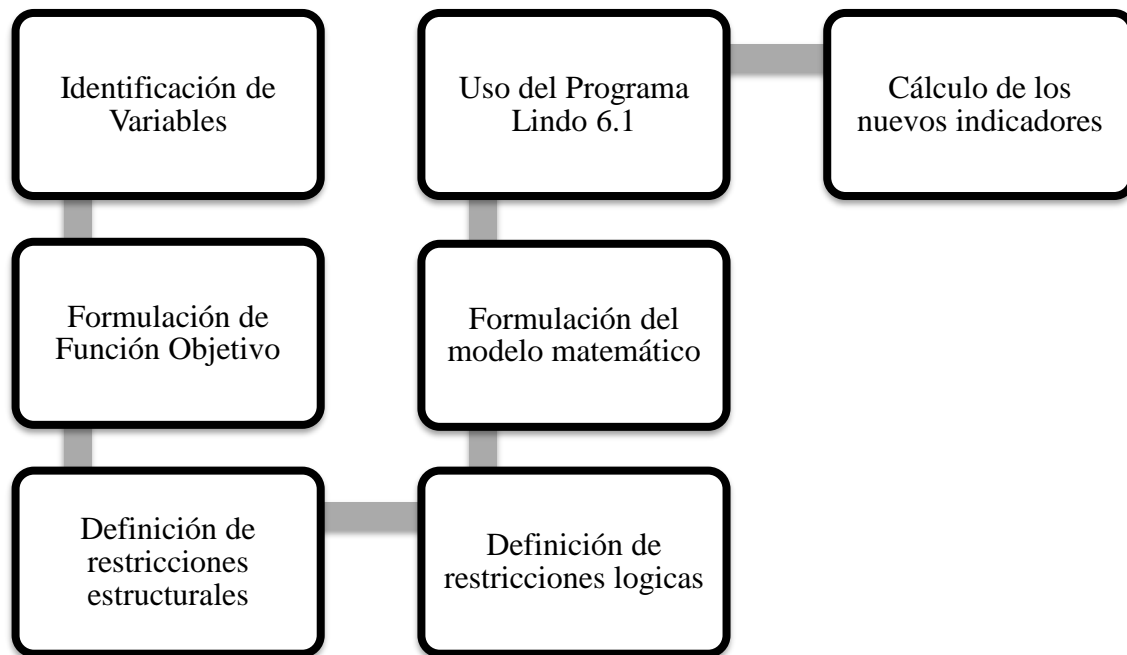 Identificación de
Variables
Formulación de
Función Objetivo
Definición de
restricciones
estructurales
Definición de
restricciones logicas
Formulación del
modelo matemático
Uso del Programa
Lindo 6.1
Cálculo de los
nuevos indicadores